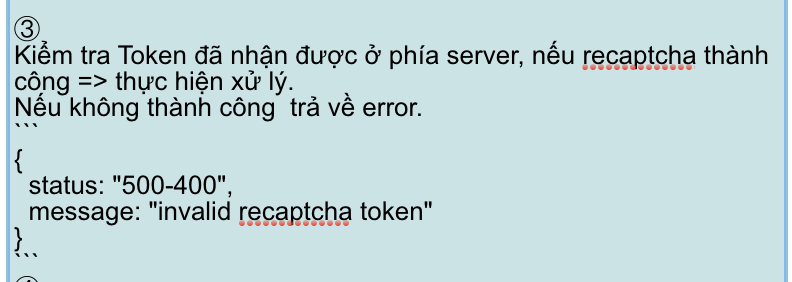 ③
Kiểm tra Token đã nhận được ở phía server, nếu recaptcha thành
công => thực hiện xử lý.
Nếu không thành công  trả về error.
```
{
  status: "500-400",
  message: "invalid recaptcha token"
}
```